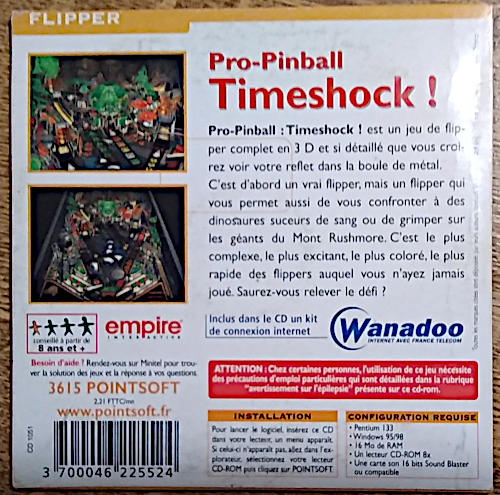 FLIPPER
Pro-Pinball
Timeshock !
Pro-Pinball : Timeshock ! est un jeu de flip-
per complet en 3 D et si détaillé que vous croi-
rez voir votre reflet dans la boule de métal.
C'est d'abord un vrai flipper, mais un flipper qui
vous permet aussi de vous confronter à des
dinosaures suceurs de sang ou de grimper sur
les géants du Mont Rushmore. C'est le plus
complexe, le plus excitant, le plus coloré, le plus
rapide des flippers auquel vous n'ayez jamais
joué. Saurez-vous relever le défi ?
conseillé à partir de
8 ans et +
empire
INTERACTIVE
Inclus dans le CD un kit
de connexion internet
Wanadoo
INTERNET AVEC FRANCE TELECOM
Besoin d'aide ? Rendez-vous sur Minitel pour trou-
ver la solution des jeux et la réponse à vos questions.
3615 POINTSOFT
2,21 FTTC/mn
www.pointsoft.fr
ATTENTION : Chez certaines personnes, l'utilisation de ce jeu nécessite
des précautions d'emploi particulières qui sont détaillées dans la rubrique
"avertissement sur l'épilepsie" présente sur ce cd-rom.
CD 1051
3 700046 225524
INSTALLATION
Pour lancer le logiciel, insérez ce CD
dans votre lecteur, un menu apparaît.
Si celui-ci n'apparaît pas, allez dans l'ex-
plorateur, sélectionnez votre lecteur
CD-ROM puis cliquez sur POINTSOFT.
CONFIGURATION REQUISE
• Pentium 133
• Windows 95/98
• 16 Mo de RAM
• Un lecteur CD-ROM 8x
• Une carte son 16 bits Sound Blaster
ou compatible